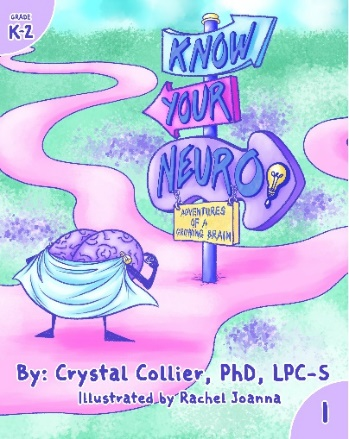 GRADE
K-2
KNOW
YOUR
NEURO
ADVENTURES
OF A
GROWING BRAIN
By: Crystal Collier, PhD, LPC-S
Illustrated by Rachel Joanna
1